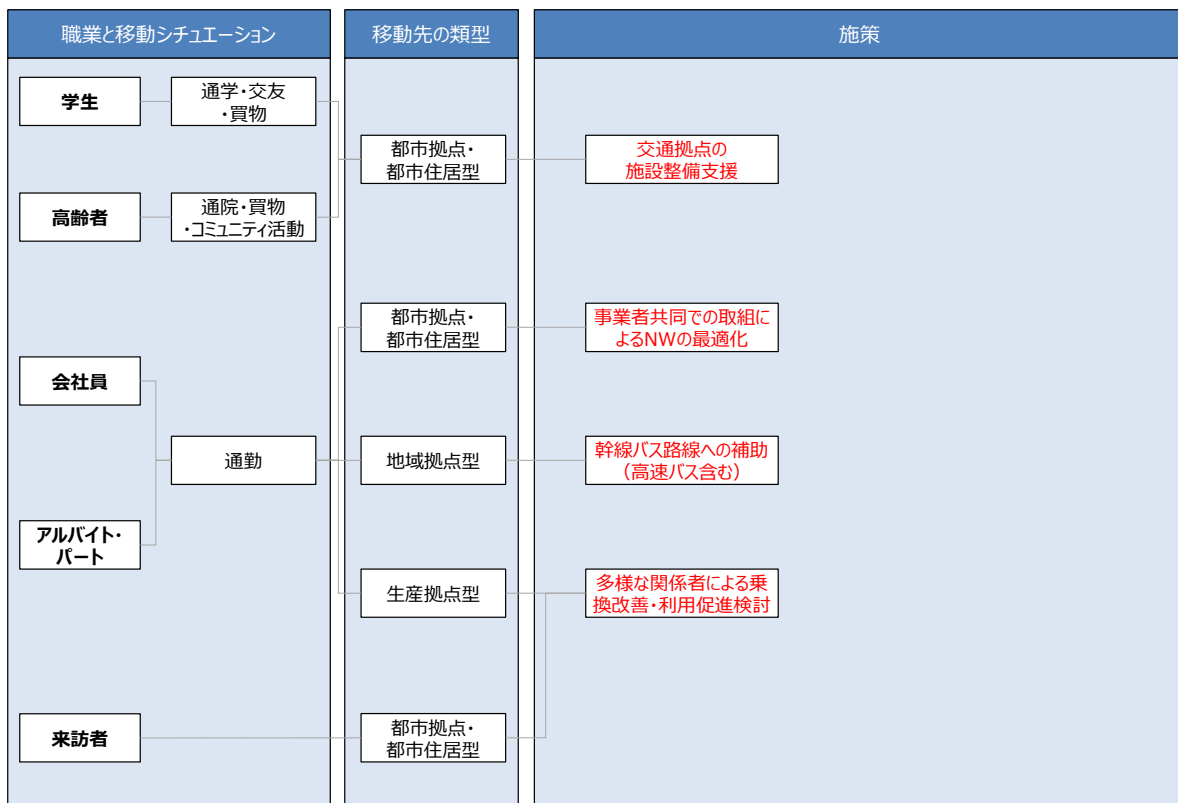 職業と移動シチュエーション
移動先の類型
施策
学生
通学・交友
・買物
都市拠点・
都市住居型
交通拠点の
施設整備支援
高齢者
通院・買物
・コミュニティ活動
都市拠点・
都市住居型
事業者共同での取組に
よるNWの最適化
会社員
通勤
地域拠点型
幹線バス路線への補助
（高速バス含む）
アルバイト・
パート
生産拠点型
多様な関係者による乗
換改善・利用促進検討
来訪者
都市拠点・
都市住居型